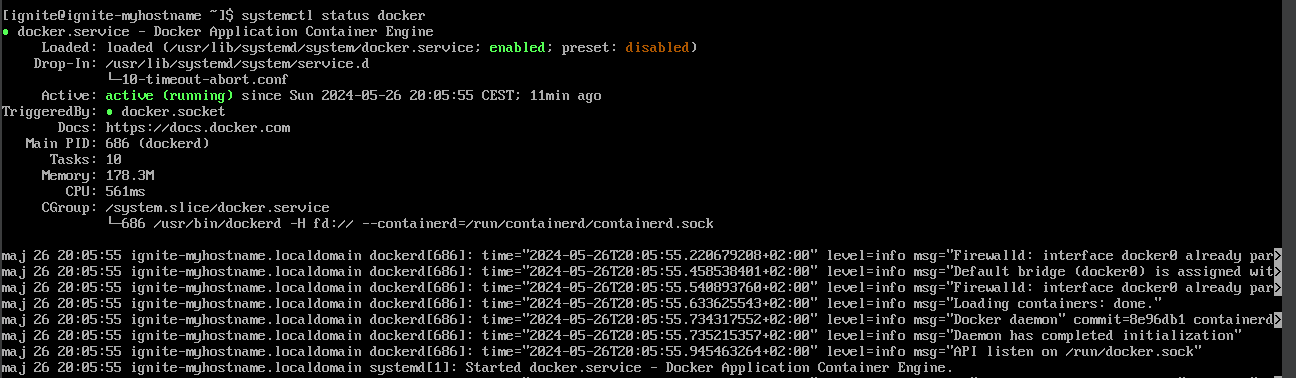 [ignite@ignite-myhostname ~]$ systemctl status docker
● docker.service - Docker Application Container Engine
     Loaded: loaded (/usr/lib/systemd/system/docker.service; enabled; preset: disabled)
    Drop-In: /usr/lib/systemd/system/service.d
             └─10-timeout-abort.conf
     Active: active (running) since Sun 2024-05-26 20:05:55 CEST; 11min ago
TriggeredBy: ● docker.socket
       Docs: https://docs.docker.com
   Main PID: 686 (dockerd)
      Tasks: 10
     Memory: 178.3M
        CPU: 561ms
     CGroup: /system.slice/docker.service
             └─686 /usr/bin/dockerd -H fd:// --containerd=/run/containerd/containerd.sock

maj 26 20:05:55 ignite-myhostname.localdomain dockerd[686]: time="2024-05-26T20:05:55.220679208+02:00" level=info msg="Firewalld: interface docker0 already par>
maj 26 20:05:55 ignite-myhostname.localdomain dockerd[686]: time="2024-05-26T20:05:55.458538401+02:00" level=info msg="Default bridge (docker0) is assigned wit>
maj 26 20:05:55 ignite-myhostname.localdomain dockerd[686]: time="2024-05-26T20:05:55.540893760+02:00" level=info msg="Firewalld: interface docker0 already par>
maj 26 20:05:55 ignite-myhostname.localdomain dockerd[686]: time="2024-05-26T20:05:55.633625543+02:00" level=info msg="Loading containers: done."
maj 26 20:05:55 ignite-myhostname.localdomain dockerd[686]: time="2024-05-26T20:05:55.734317552+02:00" level=info msg="Docker daemon" commit=8e96db1 containerd>
maj 26 20:05:55 ignite-myhostname.localdomain dockerd[686]: time="2024-05-26T20:05:55.735215357+02:00" level=info msg="Daemon has completed initialization"
maj 26 20:05:55 ignite-myhostname.localdomain dockerd[686]: time="2024-05-26T20:05:55.945463264+02:00" level=info msg="API listen on /run/docker.sock"
maj 26 20:05:55 ignite-myhostname.localdomain systemd[1]: Started docker.service - Docker Application Container Engine.